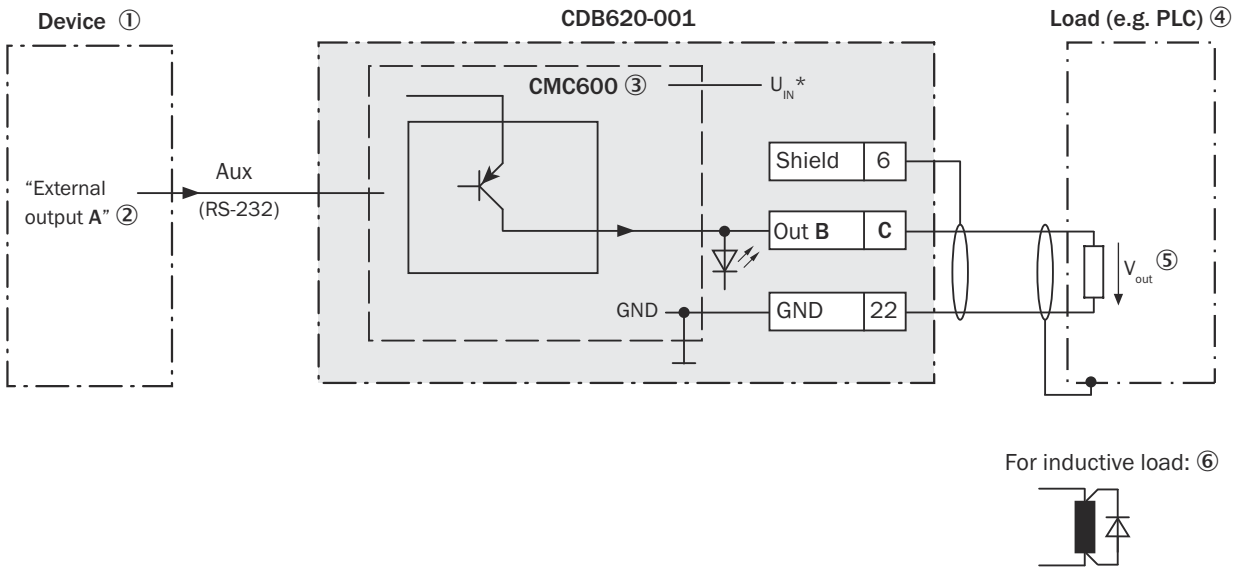 Device ①
CDB620-001
Load (e.g. PLC) ④
CMC600 ③
U_IN*
Shield 6
Aux
(RS-232)
“External
output A” ②
Out B C
V_out ⑤
GND
GND 22
For inductive load: ⑥